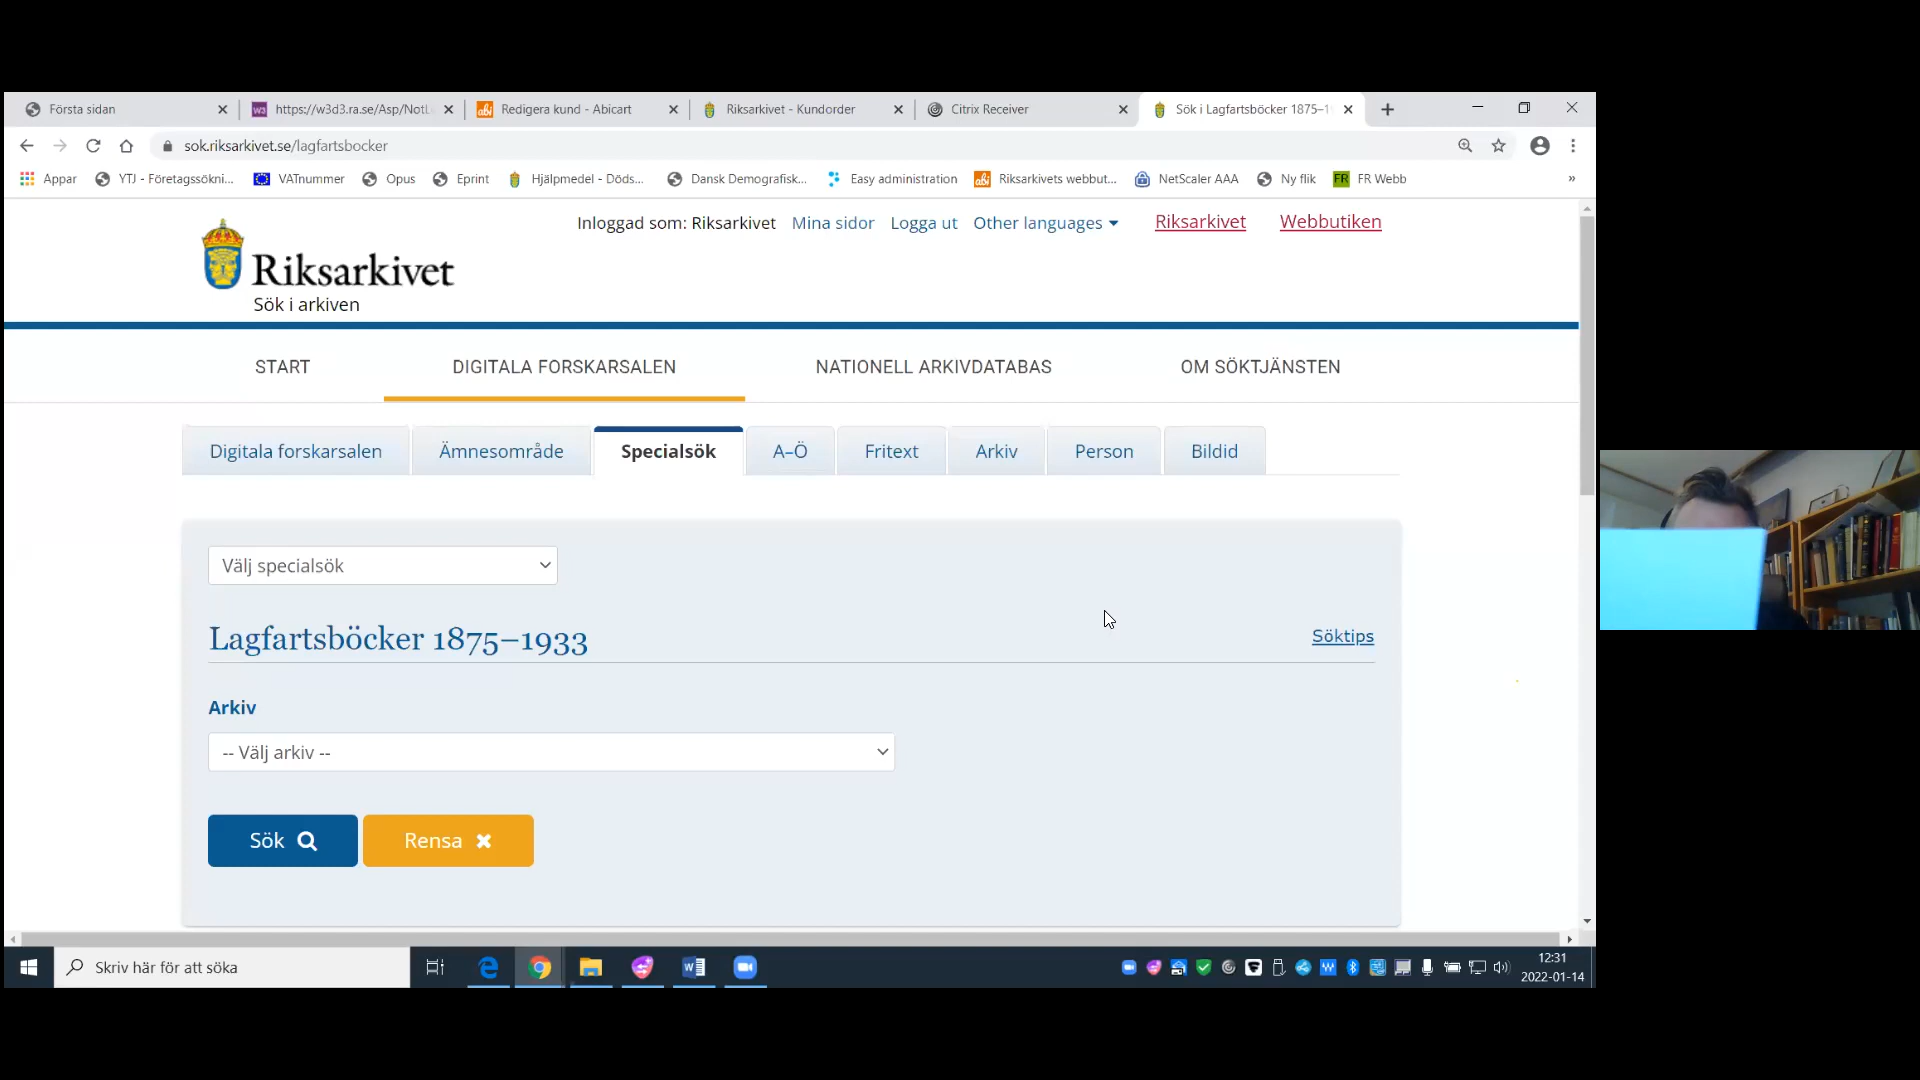 Första sidan
https://w3d3.ra.se/Asp/NotL
Redigera kund - Abicart
Riksarkivet - Kundorder
Citrix Receiver
Sök i Lagfartsböcker 1875–1
sok.riksarkivet.se/lagfartsbocker
Appar
YTJ - Företagssökni...
VATnummer
Opus
Eprint
Hjälpmedel - Döds...
Dansk Demografisk...
Easy administration
abi
Riksarkivets webbut...
NetScaler AAA
Ny flik
FR
FR Webb
»
Inloggad som: Riksarkivet
Mina sidor
Logga ut
Other languages
Riksarkivet
Webbutiken
Riksarkivet
Sök i arkiven
START
DIGITALA FORSKARSALEN
NATIONELL ARKIVDATABAS
OM SÖKTJÄNSTEN
Digitala forskarsalen
Ämnesområde
Specialsök
A–Ö
Fritext
Arkiv
Person
Bildid
Välj specialsök
Lagfartsböcker 1875–1933
Söktips
Arkiv
-- Välj arkiv --
Sök
Rensa
Skriv här för att söka
12:31
2022-01-14